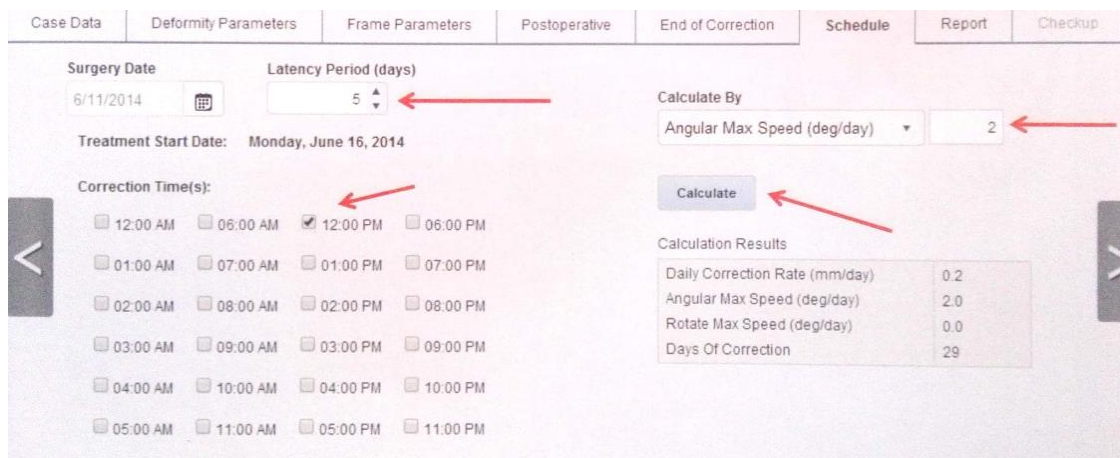 Case Data Deformity Parameters Frame Parameters Postoperative End of Correction Schedule Report Checkup
Surgery Date Latency Period (days)
6/11/2014 5
Calculate By
Angular Max Speed (deg/day) 2
Treatment Start Date: Monday, June 16, 2014
Correction Time(s):
Calculate
12:00 AM 06:00 AM 12:00 PM 06:00 PM
01:00 AM 07:00 AM 01:00 PM 07:00 PM
02:00 AM 08:00 AM 02:00 PM 08:00 PM
03:00 AM 09:00 AM 03:00 PM 09:00 PM
04:00 AM 10:00 AM 04:00 PM 10:00 PM
05:00 AM 11:00 AM 05:00 PM 11:00 PM
Calculation Results
Daily Correction Rate (mm/day) 0.2
Angular Max Speed (deg/day) 2.0
Rotate Max Speed (deg/day) 0.0
Days Of Correction 29